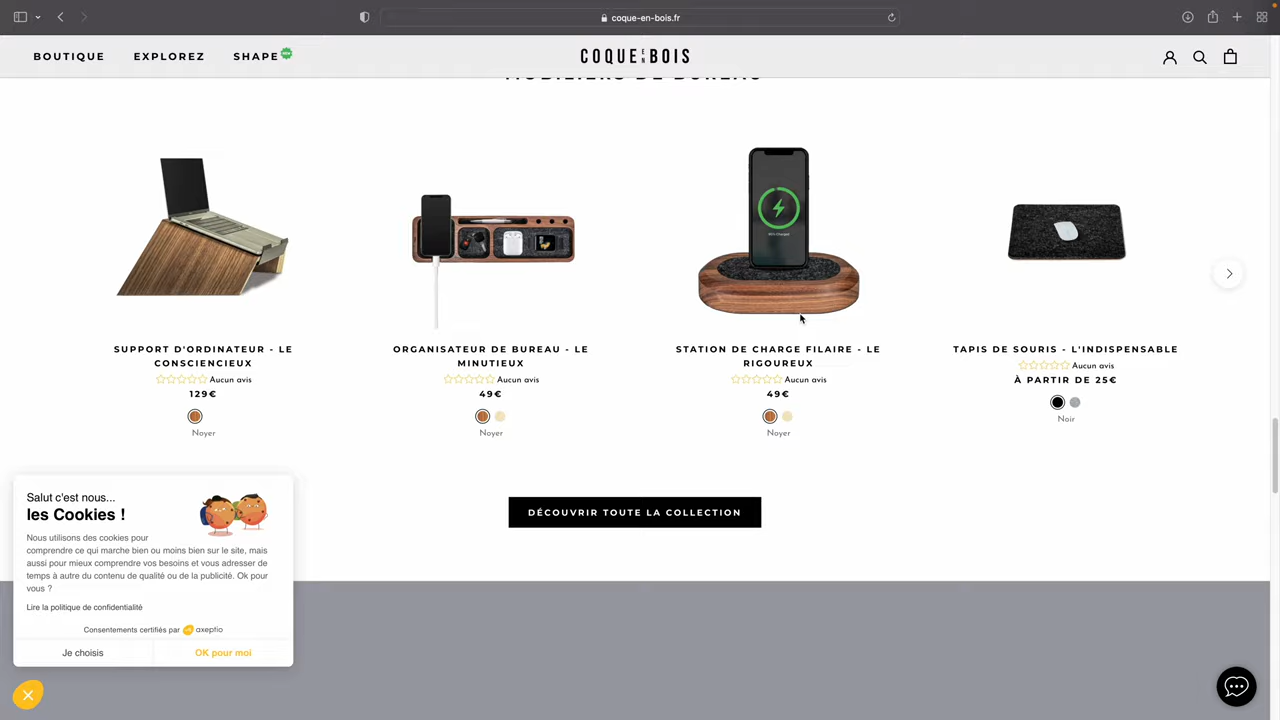 coque-en-bois.fr
BOUTIQUE
EXPLOREZ
SHAPE
COQUE EN BOIS
MOBILIERS DE BUREAU
SUPPORT D'ORDINATEUR - LE
CONSCIENCIEUX
Aucun avis
129€
Noyer
ORGANISATEUR DE BUREAU - LE
MINUTIEUX
Aucun avis
49€
Noyer
STATION DE CHARGE FILAIRE - LE
RIGOUREUX
Aucun avis
49€
Noyer
TAPIS DE SOURIS - L'INDISPENSABLE
Aucun avis
À PARTIR DE 25€
Noir
DÉCOUVRIR TOUTE LA COLLECTION
Salut c'est nous...
les Cookies !
Nous utilisons des cookies pour
comprendre ce qui marche bien ou moins bien sur le site, mais
aussi pour mieux comprendre vos besoins et vous adresser de
temps à autre du contenu de qualité ou de la publicité. Ok pour
vous ?
Lire la politique de confidentialité
Consentements certifiés par axeptio
Je choisis
OK pour moi